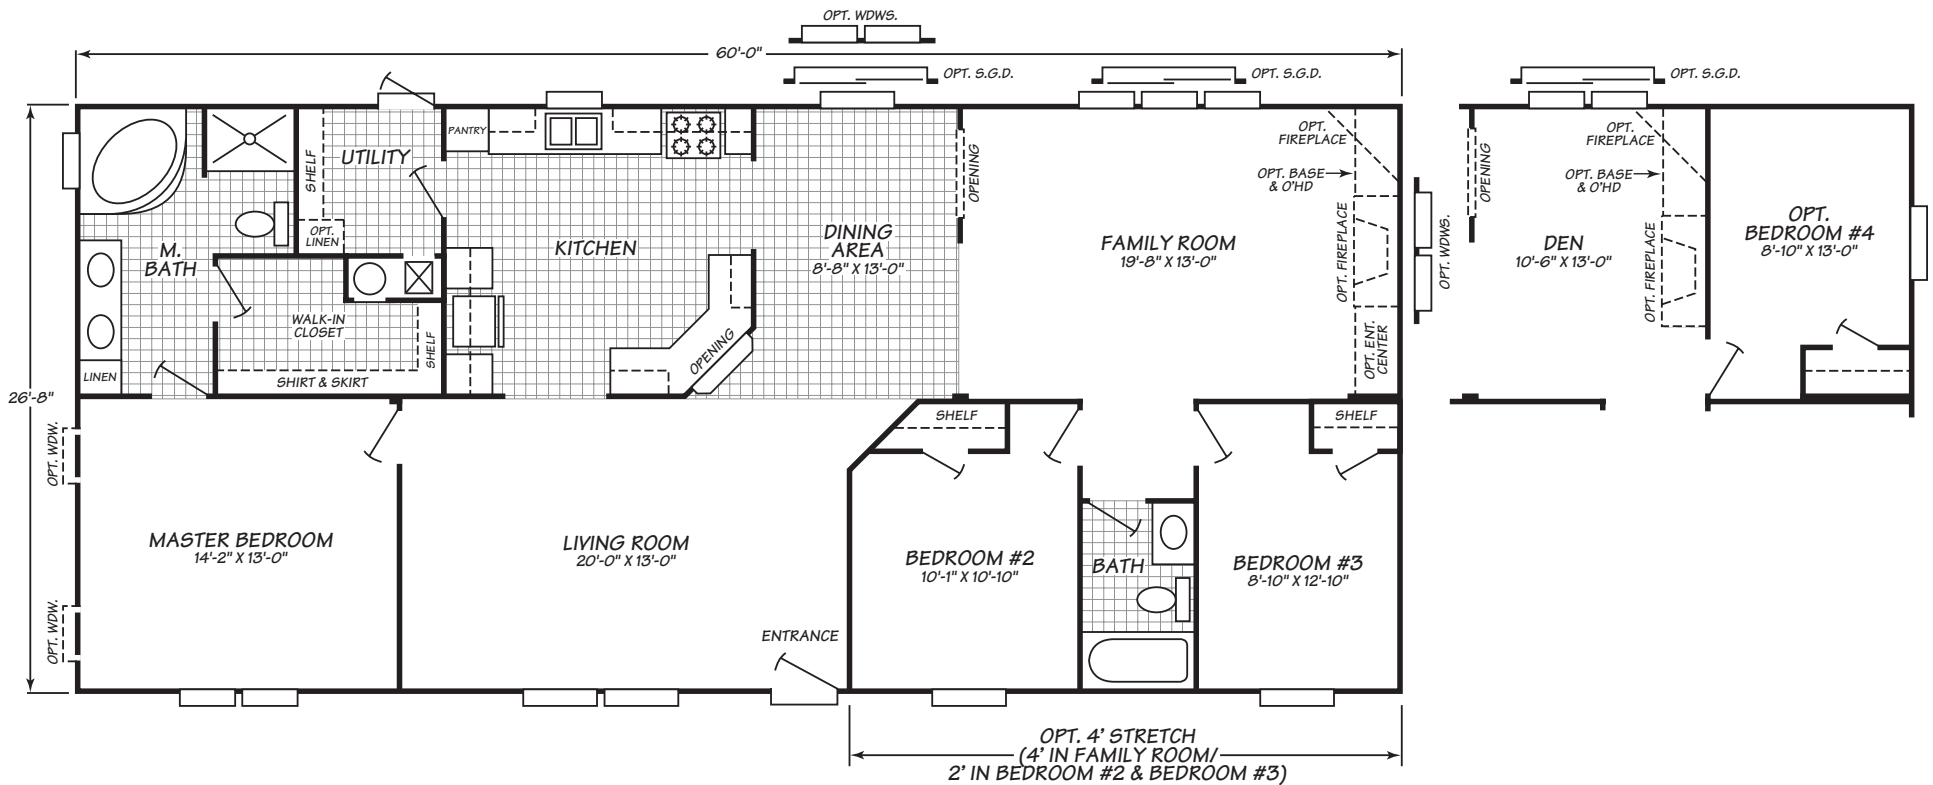 OPT. WDWS.
60'-0"
OPT. S.G.D.
OPT. S.G.D.
OPT. S.G.D.
PANTRY
UTILITY
SHELF
OPT.
LINEN
M.
BATH
LINEN
WALK-IN
CLOSET
SHELF
SHIRT & SKIRT
KITCHEN
OPENING
DINING
AREA
8'-8" X 13'-0"
OPENING
FAMILY ROOM
19'-8" X 13'-0"
OPT.
FIREPLACE
OPT. BASE
& O'HD
OPT. FIREPLACE
OPT. ENT.
CENTER
OPT. WDWS.
OPENING
DEN
10'-6" X 13'-0"
OPT.
FIREPLACE
OPT. BASE
& O'HD
OPT. FIREPLACE
OPT.
BEDROOM #4
8'-10" X 13'-0"
26'-8"
OPT. WDW.
OPT. WDW.
MASTER BEDROOM
14'-2" X 13'-0"
LIVING ROOM
20'-0" X 13'-0"
ENTRANCE
SHELF
BEDROOM #2
10'-1" X 10'-10"
BATH
SHELF
BEDROOM #3
8'-10" X 12'-10"
OPT. 4' STRETCH
(4' IN FAMILY ROOM/
2' IN BEDROOM #2 & BEDROOM #3)